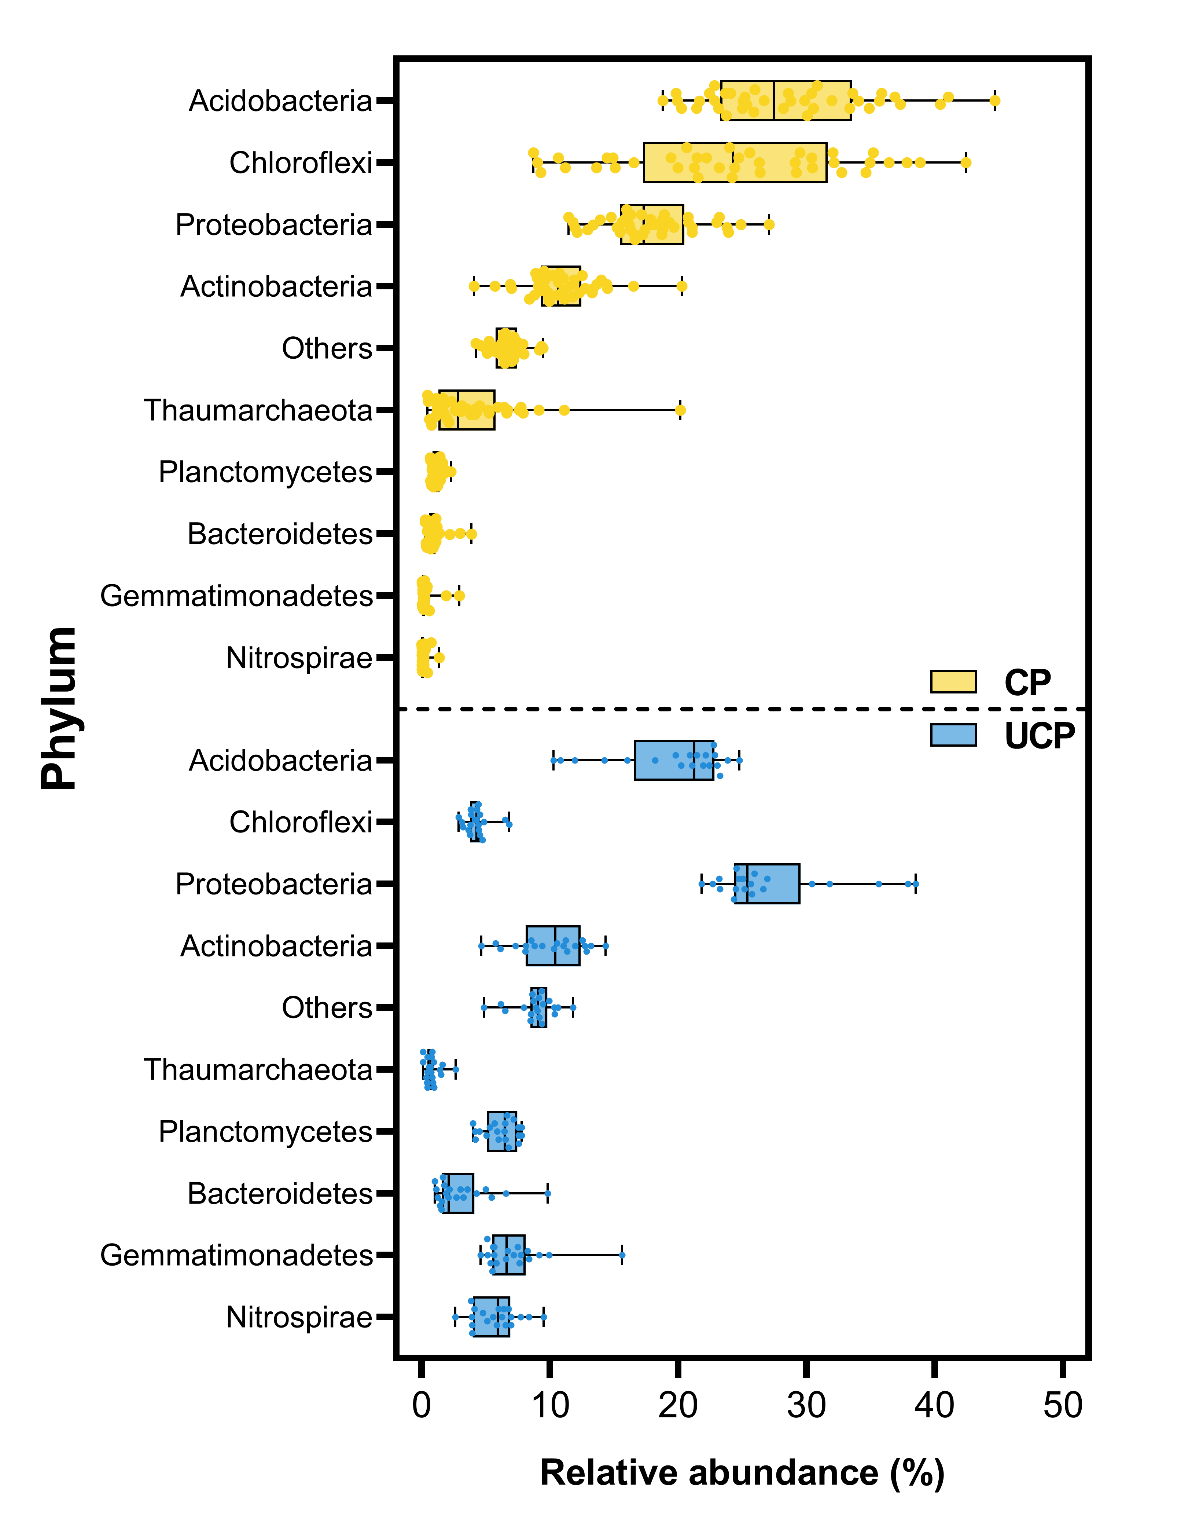 Acidobacteria
Chloroflexi
Proteobacteria
Actinobacteria
Others
Thaumarchaeota
Planctomycetes
Bacteroidetes
Gemmatimonadetes
Nitrospirae
CP
Phylum
UCP
Acidobacteria
Chloroflexi
Proteobacteria
Actinobacteria
Others
Thaumarchaeota
Planctomycetes
Bacteroidetes
Gemmatimonadetes
Nitrospirae
0 10 20 30 40 50
Relative abundance (%)